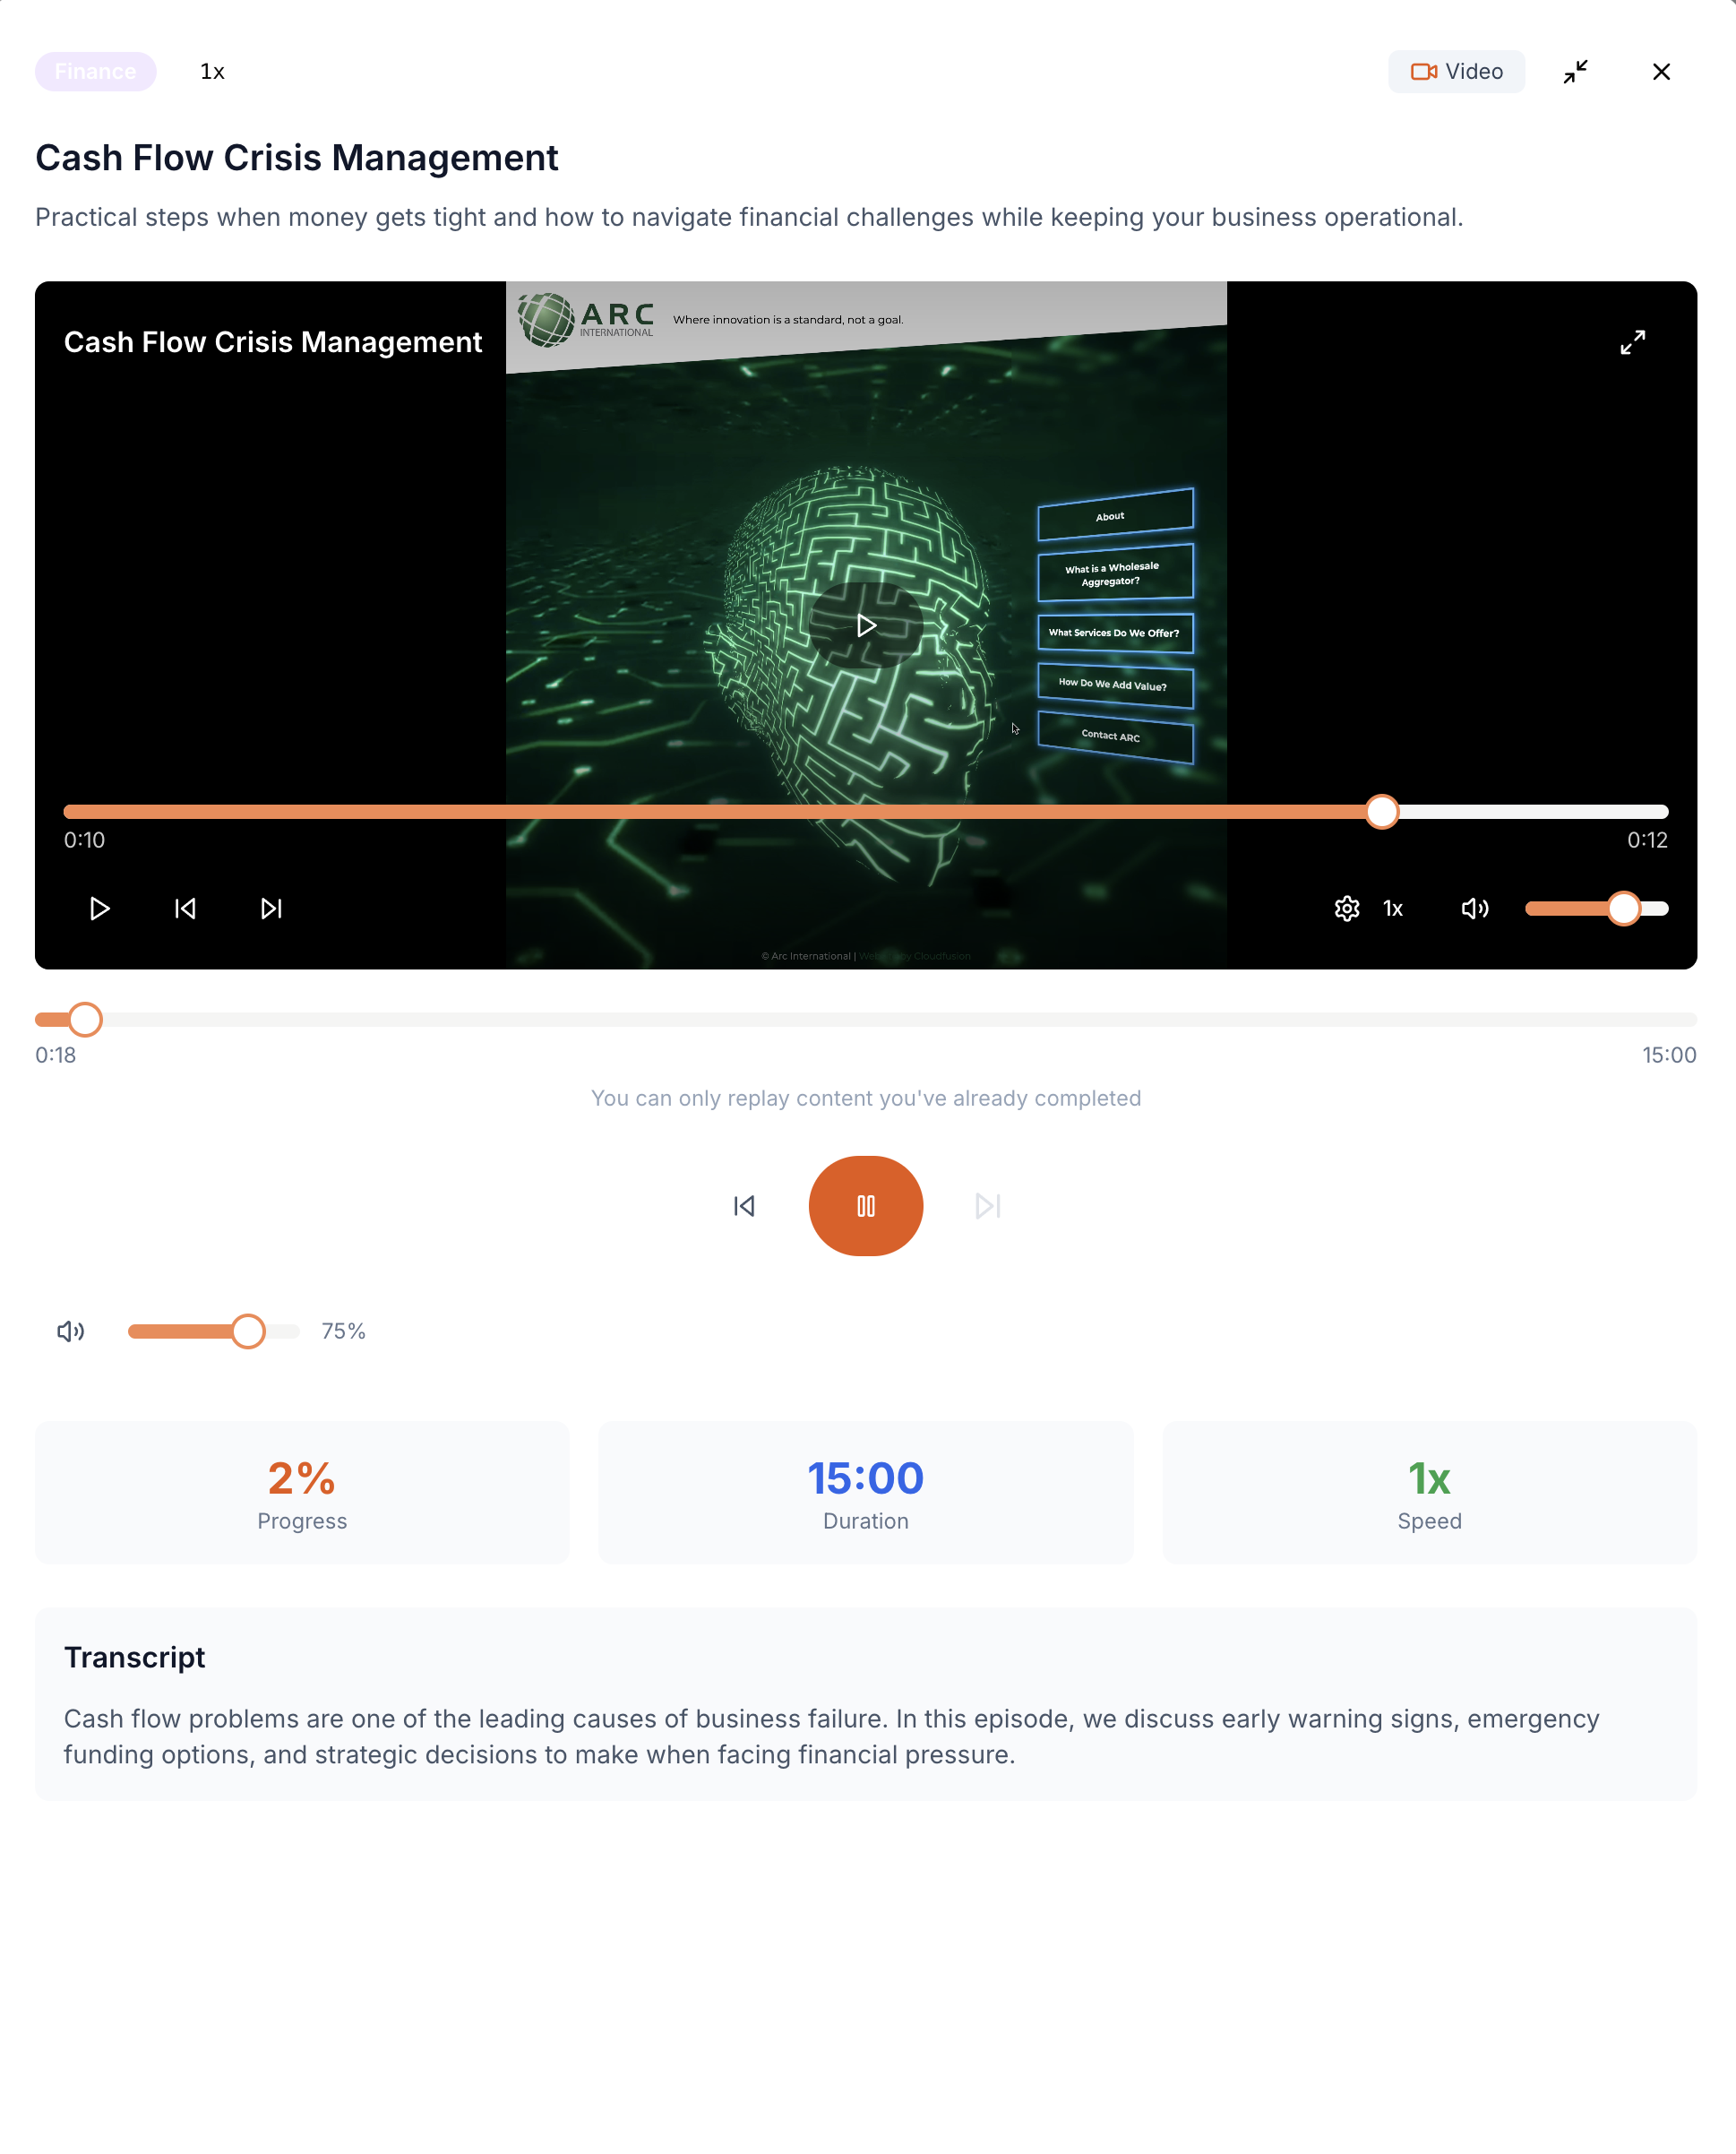 Finance
1x
Video
Cash Flow Crisis Management
Practical steps when money gets tight and how to navigate financial challenges while keeping your business operational.
Cash Flow Crisis Management
ARC
INTERNATIONAL
Where innovation is a standard, not a goal.
About
What is a Wholesale
Aggregator?
What Services Do We Offer?
How Do We Add Value?
Contact ARC
0:10
0:12
1x
© Arc International |
by Cloudfusion
0:18
15:00
You can only replay content you've already completed
75%
2%
Progress
15:00
Duration
1x
Speed
Transcript
Cash flow problems are one of the leading causes of business failure. In this episode, we discuss early warning signs, emergency
funding options, and strategic decisions to make when facing financial pressure.